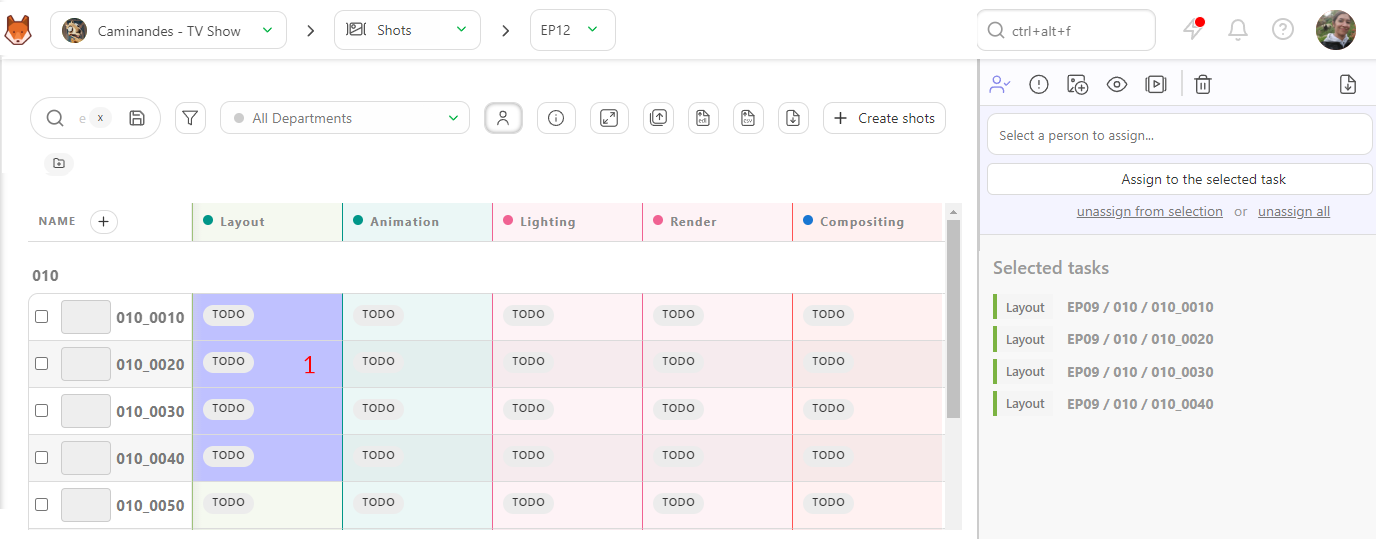 Caminandes - TV Show
Shots
EP12
ctrl+alt+f
e x
All Departments
edl
csv
Create shots
Select a person to assign...
Assign to the selected task
unassign from selection or unassign all
NAME +
Layout
Animation
Lighting
Render
Compositing
010
010_0010 TODO TODO TODO TODO TODO
010_0020 TODO 1 TODO TODO TODO TODO
010_0030 TODO TODO TODO TODO TODO
010_0040 TODO TODO TODO TODO TODO
010_0050 TODO TODO TODO TODO TODO
Selected tasks
Layout EP09 / 010 / 010_0010
Layout EP09 / 010 / 010_0020
Layout EP09 / 010 / 010_0030
Layout EP09 / 010 / 010_0040